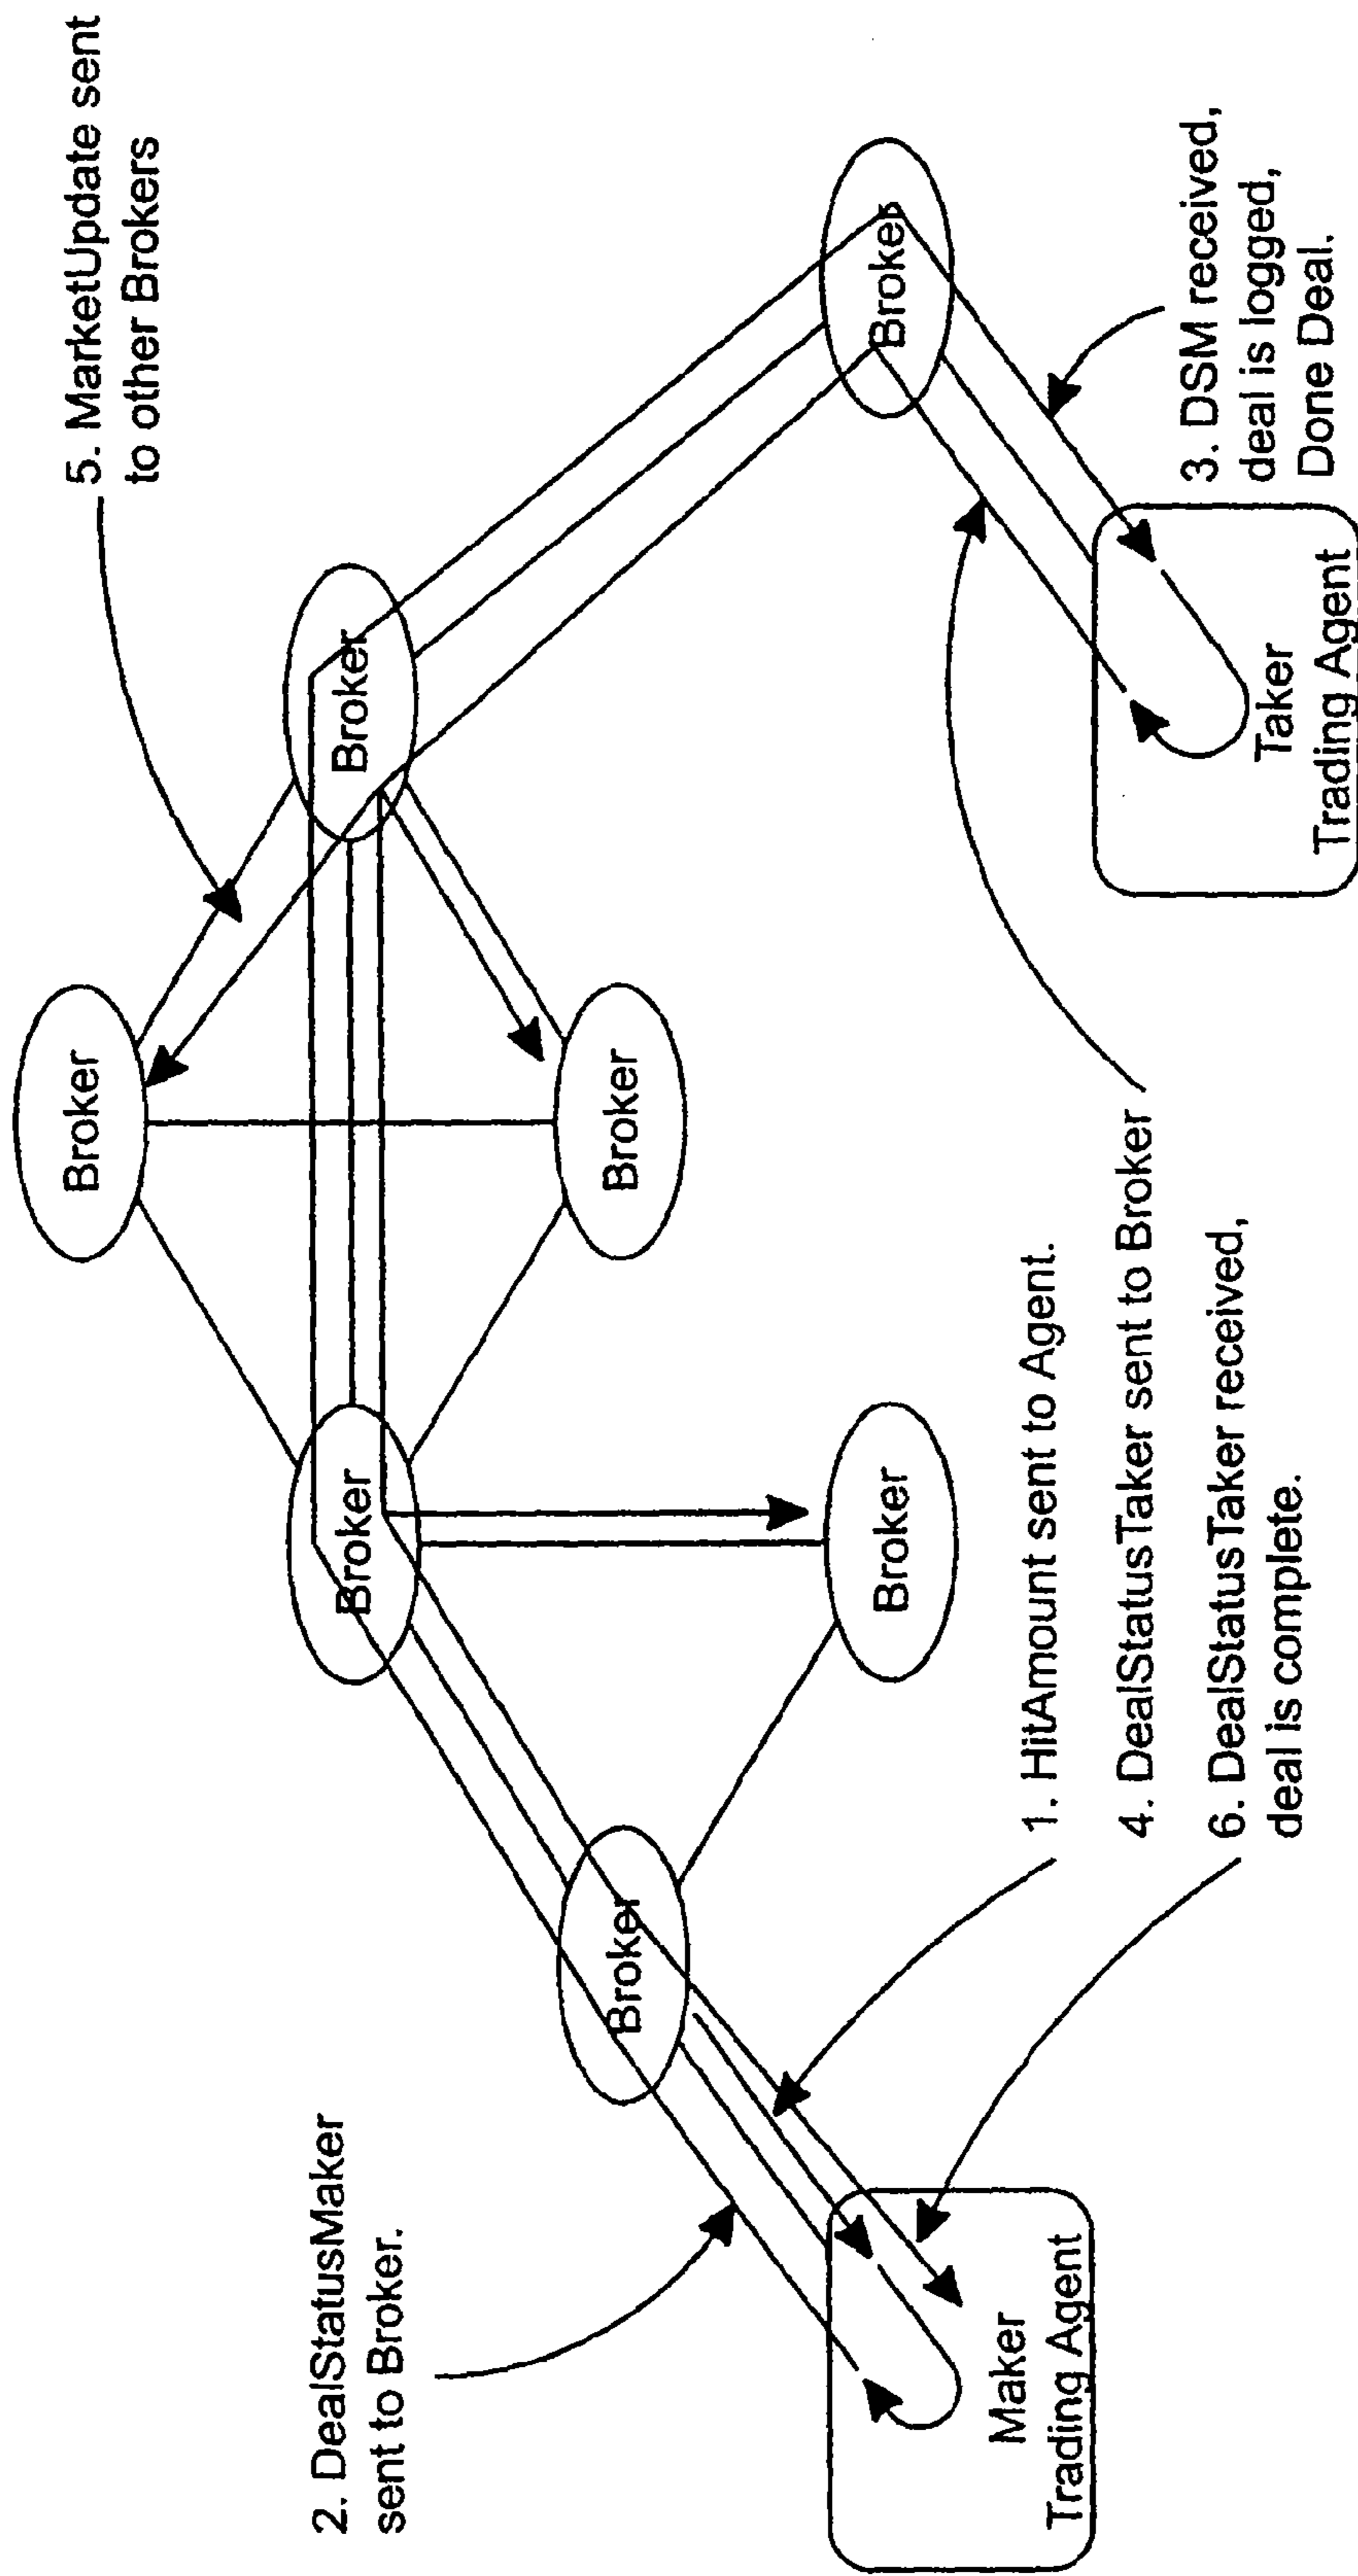 5. MarketUpdate sent
to other Brokers
Broker
Broker
Broker
Broker
Broker
Broker
Broker
2. DealStatusMaker
sent to Broker.
3. DSM received,
deal is logged,
Done Deal.
1. HitAmount sent to Agent.
4. DealStatusTaker sent to Broker
6. DealStatusTaker received,
deal is complete.
Maker
Trading Agent
Taker
Trading Agent